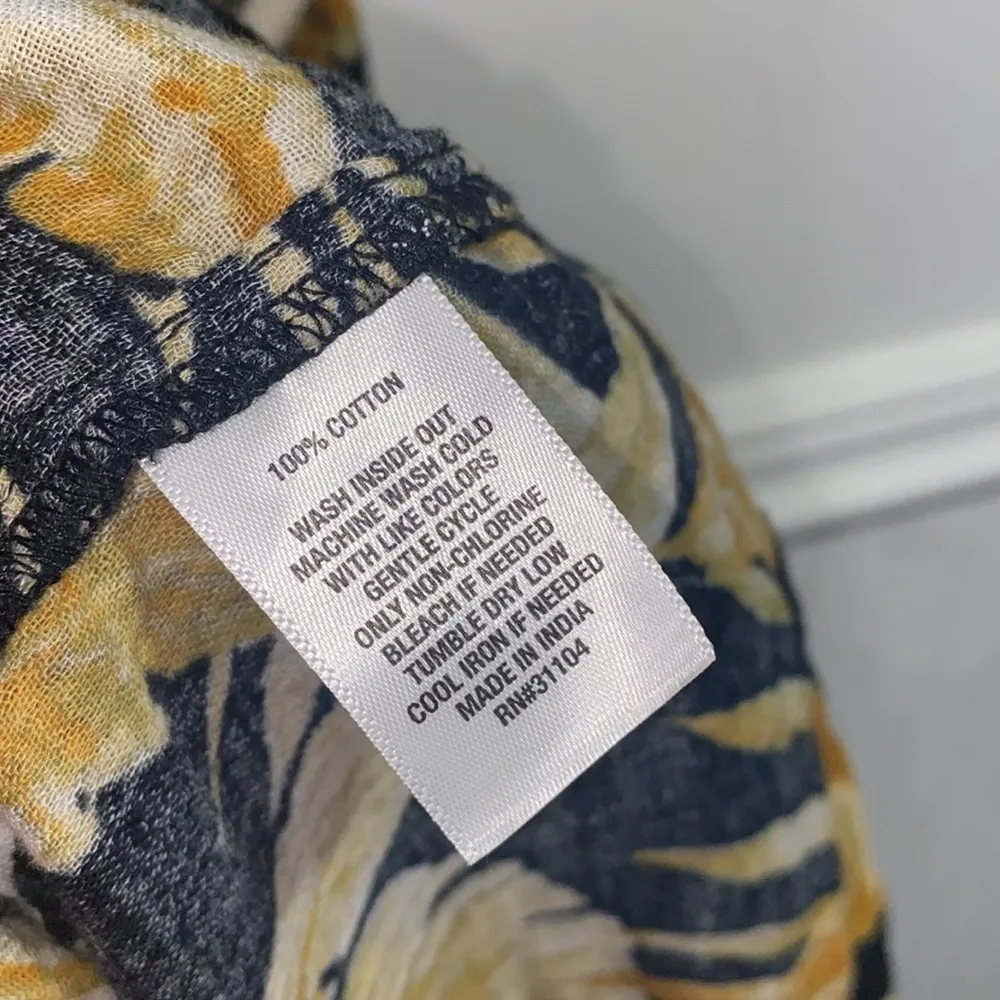 100% COTTON
WASH INSIDE OUT
MACHINE WASH COLD
WITH LIKE COLORS
GENTLE CYCLE
ONLY NON-CHLORINE
BLEACH IF NEEDED
TUMBLE DRY LOW
COOL IRON IF NEEDED
MADE IN INDIA
RN#31104